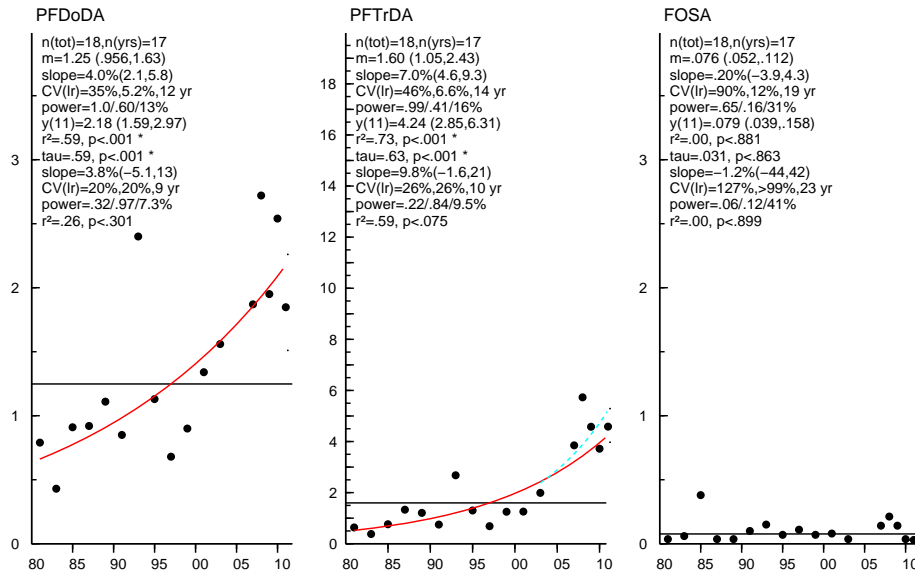 PFDoDA
n(tot)=18,n(yrs)=17
m=1.25 (.956,1.63)
slope=4.0%(2.1,5.8)
CV(lr)=35%,5.2%,12 yr
power=1.0/.60/13%
y(11)=2.18 (1.59,2.97)
r²=.59, p<.001 *
tau=.59, p<.001 *
slope=3.8%(−5.1,13)
CV(lr)=20%,20%,9 yr
power=.32/.97/7.3%
r²=.26, p<.301
3
2
1
0
80 85 90 95 00 05 10
PFTrDA
n(tot)=18,n(yrs)=17
m=1.60 (1.05,2.43)
slope=7.0%(4.6,9.3)
CV(lr)=46%,6.6%,14 yr
power=.99/.41/16%
y(11)=4.24 (2.85,6.31)
r²=.73, p<.001 *
tau=.63, p<.001 *
slope=9.8%(−1.6,21)
CV(lr)=26%,26%,10 yr
power=.22/.84/9.5%
r²=.59, p<.075
18
16
14
12
10
8
6
4
2
0
80 85 90 95 00 05 10
FOSA
n(tot)=18,n(yrs)=17
m=.076 (.052,.112)
slope=.20%(−3.9,4.3)
CV(lr)=90%,12%,19 yr
power=.65/.16/31%
y(11)=.079 (.039,.158)
r²=.00, p<.881
tau=.031, p<.863
slope=−1.2%(−44,42)
CV(lr)=127%,>99%,23 yr
power=.06/.12/41%
r²=.00, p<.899
3
2
1
0
80 85 90 95 00 05 10